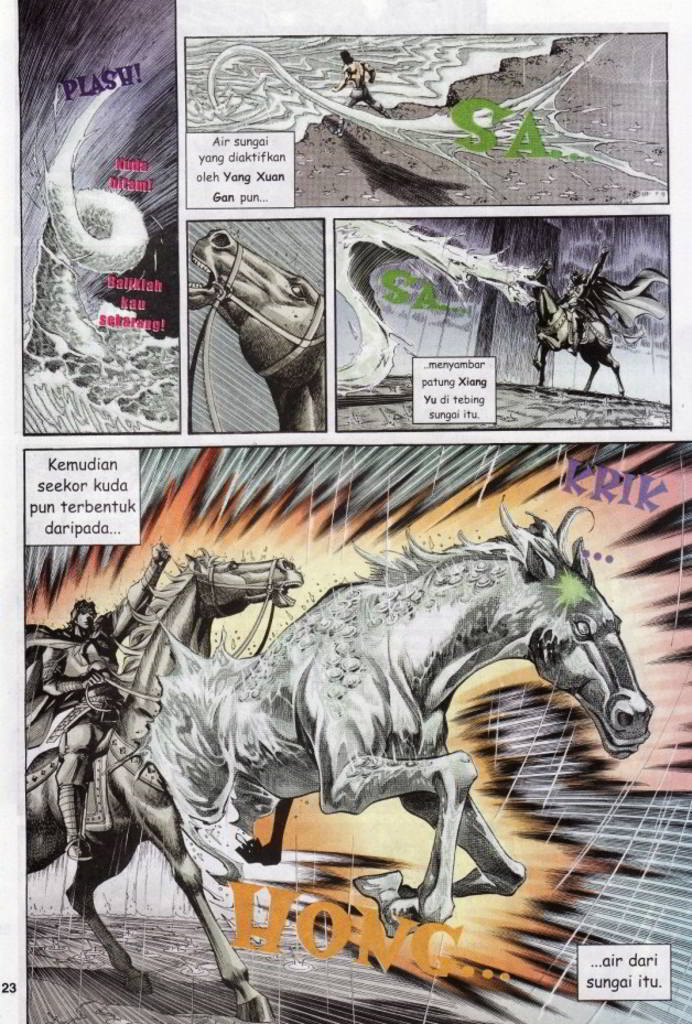 PLASH!
Kuda
hitam!
Baliklah
kau
sekarang!
Air sungai
yang diaktifkan
oleh Yang Xuan
Gan pun...
SA...
SA...
..menyambar
patung Xiang
Yu di tebing
sungai itu.
Kemudian
seekor kuda
pun terbentuk
daripada...
KRIK
...
HONG...
...air dari
sungai itu.
23